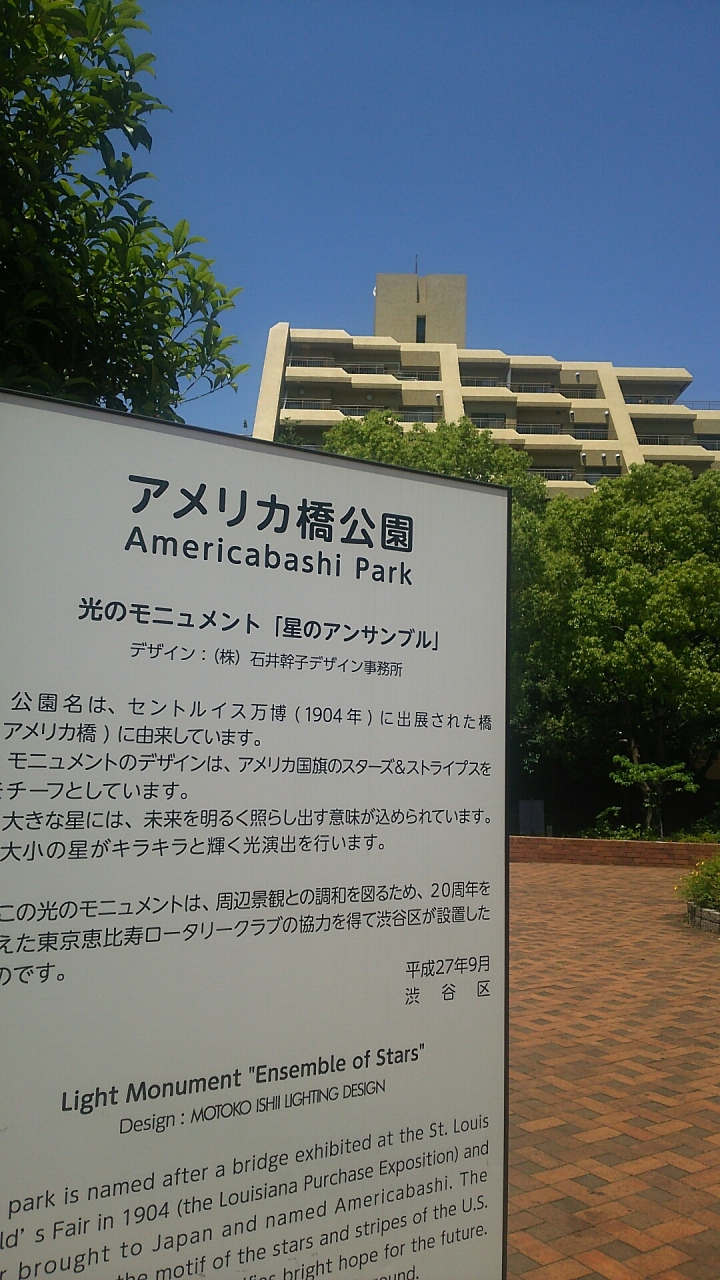 アメリカ橋公園
Americabashi Park
光のモニュメント「星のアンサンブル」
デザイン：（株）石井幹子デザイン事務所
公園名は、セントルイス万博(1904年)に出展された橋
アメリカ橋)に由来しています。
モニュメントのデザインは、アメリカ国旗のスターズ&ストライプスを
モチーフとしています。
大きな星には、未来を明るく照らし出す意味が込められています。
大小の星がキラキラと輝く光演出を行います。
この光のモニュメントは、周辺景観との調和を図るため、20周年を
えた東京恵比寿ロータリークラブの協力を得て渋谷区が設置した
のです。
平成27年9月
渋谷区
Light Monument "Ensemble of Stars"
Design : MOTOKO ISHII LIGHTING DESIGN
park is named after a bridge exhibited at the St. Louis
ld's Fair in 1904 (the Louisiana Purchase Exposition) and
r brought to Japan and named Americabashi. The
the motif of the stars and stripes of the U.S.
bright hope for the future.